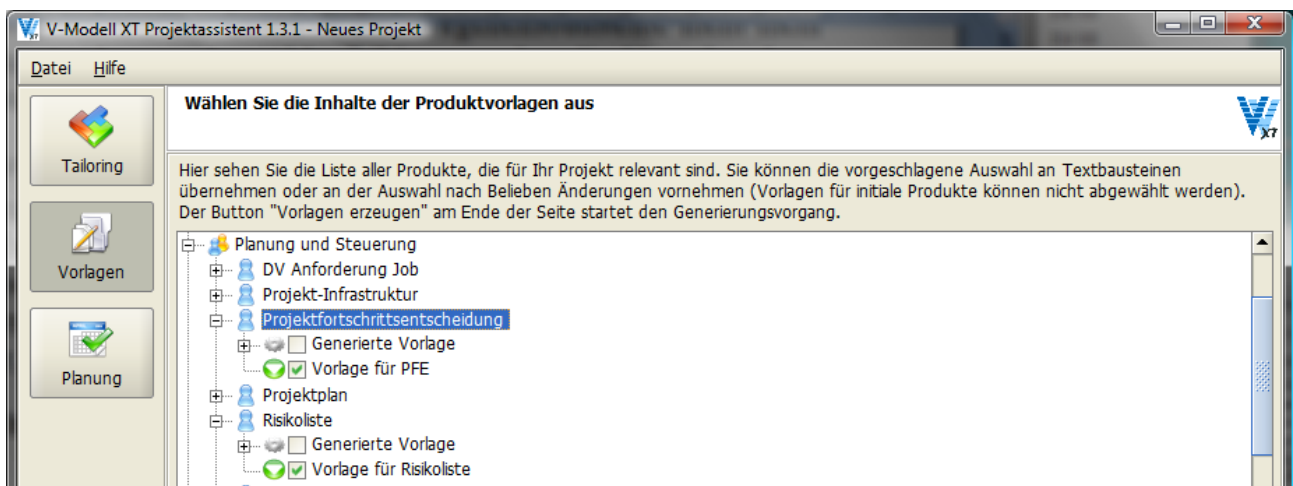 V-Modell XT Projektassistent 1.3.1 - Neues Projekt
Datei Hilfe
Wählen Sie die Inhalte der Produktvorlagen aus
XT
Tailoring
Hier sehen Sie die Liste aller Produkte, die für Ihr Projekt relevant sind. Sie können die vorgeschlagene Auswahl an Textbausteinen
übernehmen oder an der Auswahl nach Belieben Änderungen vornehmen (Vorlagen für initiale Produkte können nicht abgewählt werden).
Der Button "Vorlagen erzeugen" am Ende der Seite startet den Generierungsvorgang.
Planung und Steuerung
Vorlagen
DV Anforderung Job
Projekt-Infrastruktur
Projektfortschrittsentscheidung
Generierte Vorlage
Vorlage für PFE
Planung
Projektplan
Risikoliste
Generierte Vorlage
Vorlage für Risikoliste